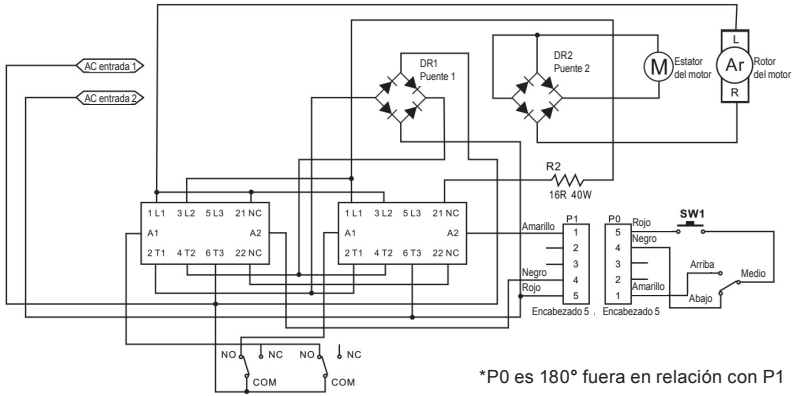 AC entrada 1
AC entrada 2
DR1
Puente 1
DR2
Puente 2
M
Estator
del motor
L
Ar
R
Rotor
del motor
R2
16R 40W
1 L1 3 L2 5 L3 21 NC
A1 A2
2 T1 4 T2 6 T3 22 NC
1 L1 3 L2 5 L3 21 NC
A1 A2
2 T1 4 T2 6 T3 22 NC
P1
Amarillo 1
2
3
Negro 4
Rojo 5
Encabezado 5
P0
5 Rojo
4 Negro
3
2
1 Amarillo
Encabezado 5
SW1
Arriba
Medio
Abajo
NO NC
COM
NO NC
COM
*P0 es 180° fuera en relación con P1